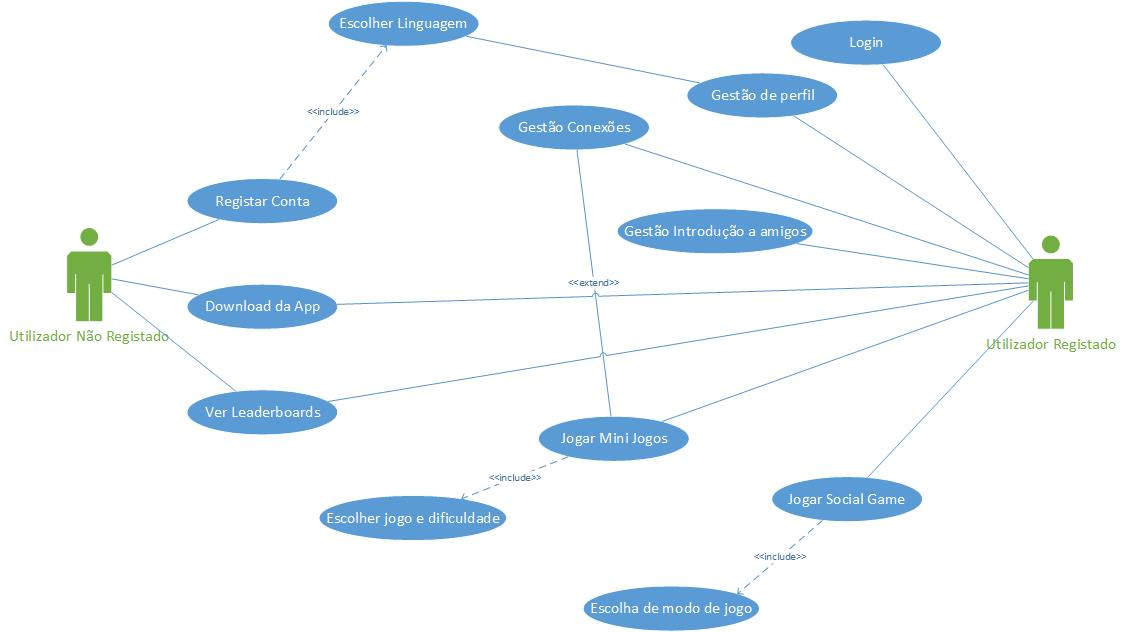 Escolher Linguagem
Login
Gestão de perfil
<<include>>
Gestão Conexões
Registar Conta
Gestão Introdução a amigos
<<extend>>
Download da App
Utilizador Não Registado
Utilizador Registado
Ver Leaderboards
Jogar Mini Jogos
<<include>>
Jogar Social Game
Escolher jogo e dificuldade
<<include>>
Escolha de modo de jogo